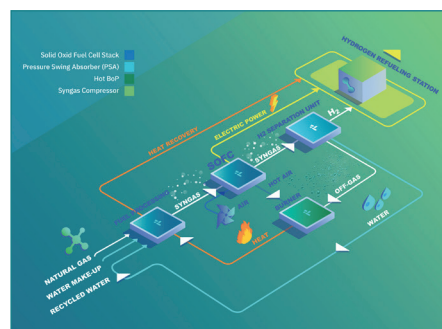 Solid Oxid Fuel Cell Stack
Pressure Swing Absorber (PSA)
Hot BoP
Syngas Compressor
HYDROGEN REFUELING STATION
ELECTRIC POWER
HEAT RECOVERY
H2 SEPARATION UNIT
H2
SOFC
SYNGAS
SYNGAS
HOT AIR
AIR
OFF-GAS
BURNER
HEAT
WATER
NATURAL GAS
WATER MAKE-UP
RECYCLED WATER